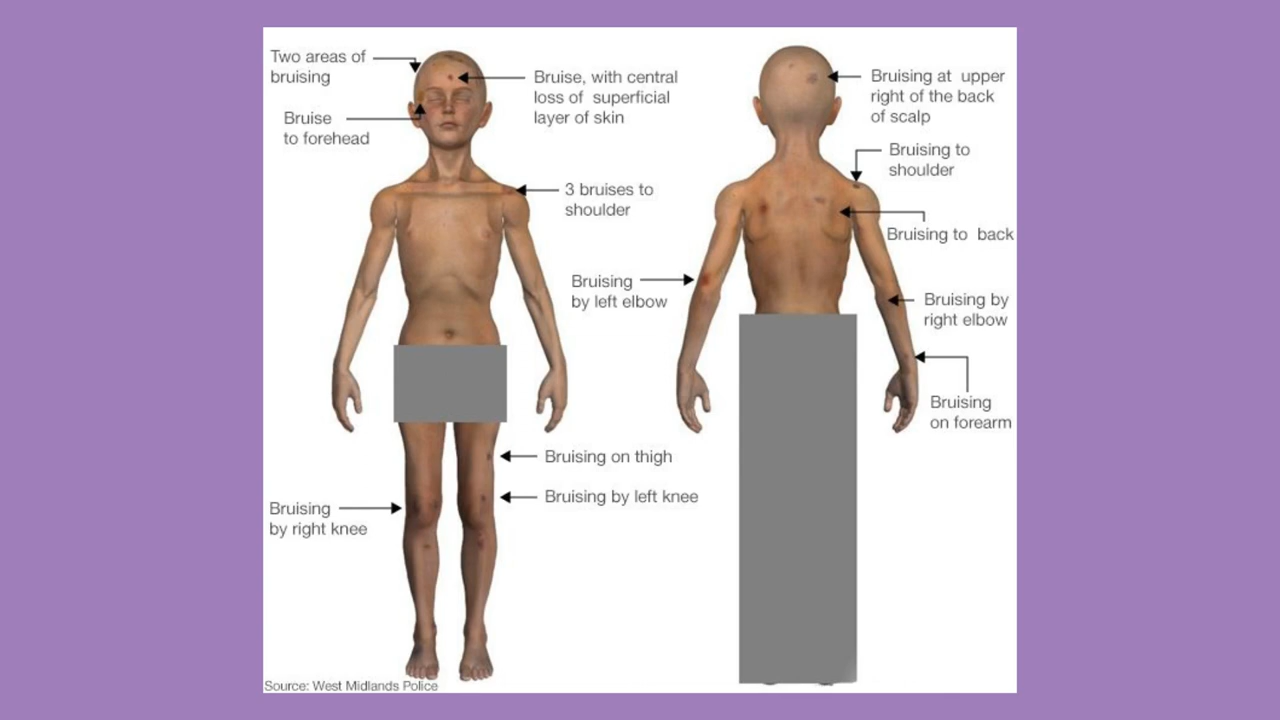 Two areas of
bruising
Bruise
to forehead
Bruise, with central
loss of superficial
layer of skin
3 bruises to
shoulder
Bruising on thigh
Bruising by left knee
Bruising
by right knee
Bruising at upper
right of the back
of scalp
Bruising to
shoulder
Bruising to back
Bruising
by left elbow
Bruising by
right elbow
Bruising
on forearm
Source: West Midlands Police